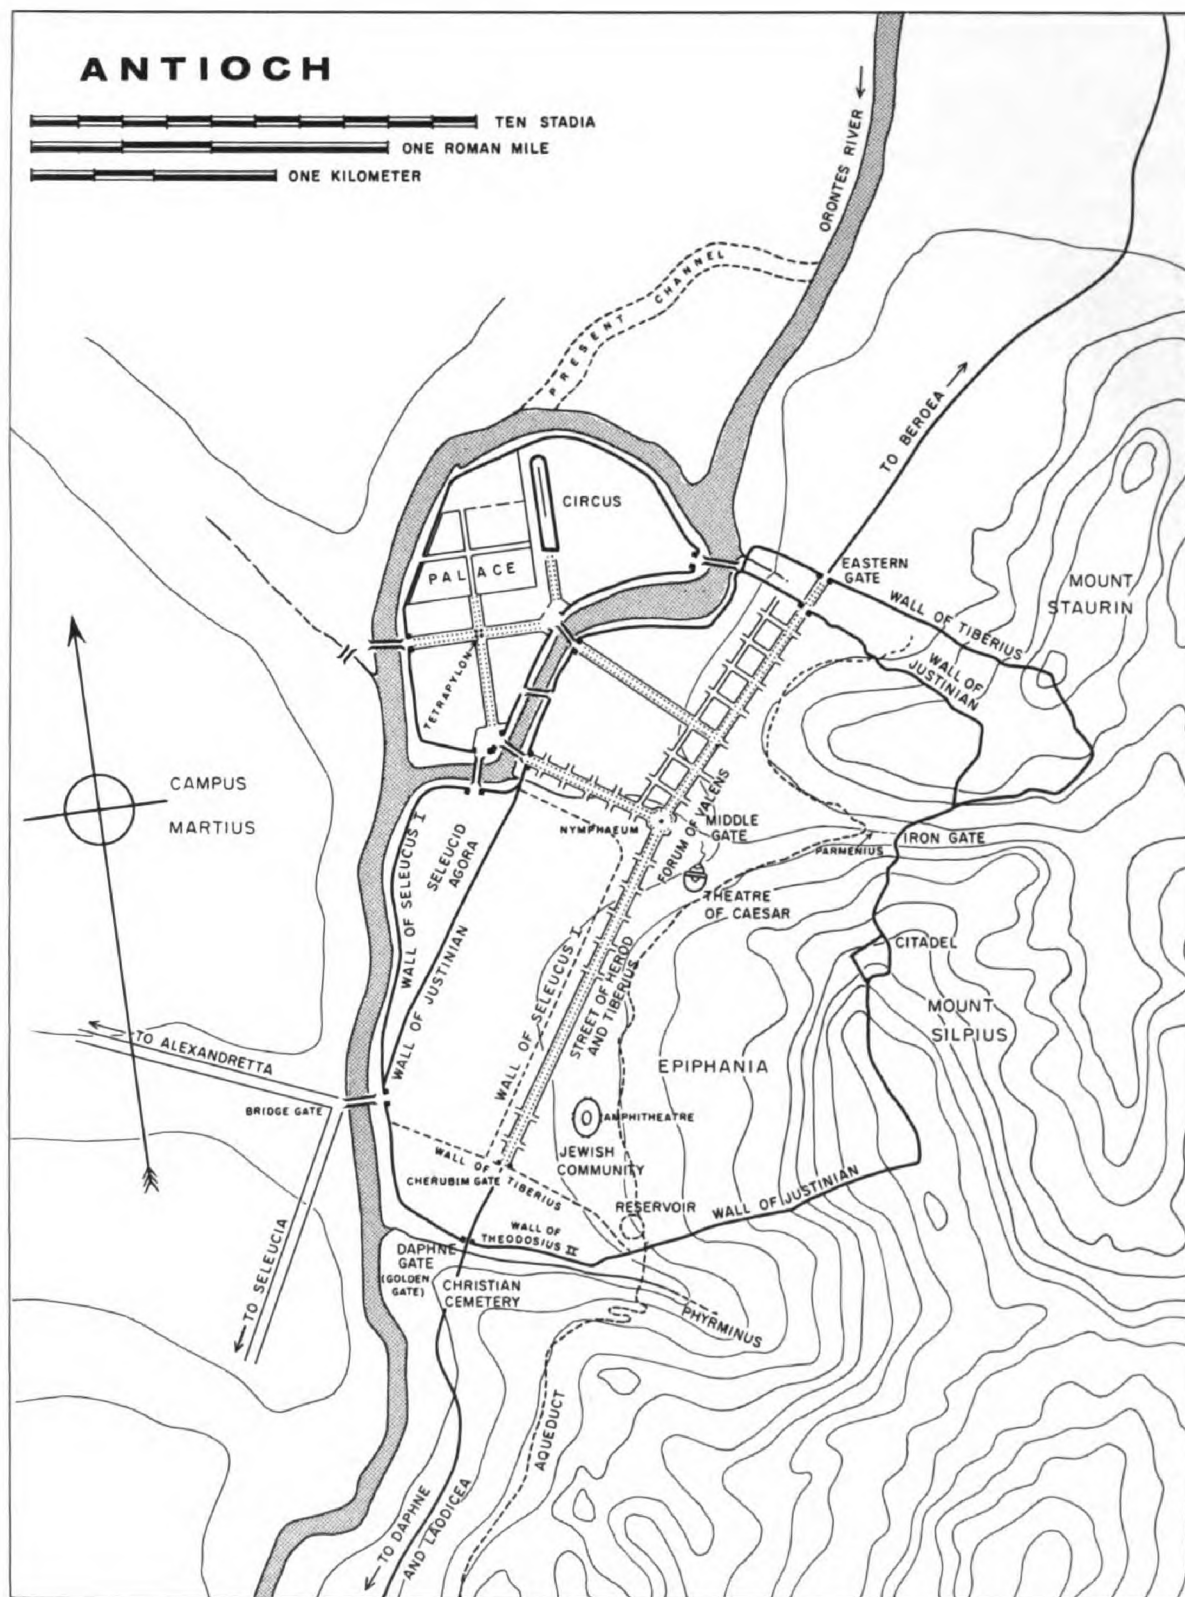 ANTIOCH
TEN STADIA
ONE ROMAN MILE
ONE KILOMETER
ORONTES RIVER
PRESENT CHANNEL
TO BEROEA
CIRCUS
PALACE
EASTERN
GATE
MOUNT
STAURIN
WALL OF TIBERIUS
WALL OF
JUSTINIAN
TETRAPYLON
CAMPUS
MARTIUS
NYMPHAEUM
FORUM OF VALENS
MIDDLE
GATE
PARMENIUS
IRON GATE
WALL OF SELEUCUS I
SELEUCID
AGORA
WALL OF JUSTINIAN
THEATRE
OF CAESAR
CITADEL
MOUNT
SILPIUS
WALL OF SELEUCUS I
STREET OF HEROD
AND TIBERIUS
EPIPHANIA
TO ALEXANDRETTA
BRIDGE GATE
AMPHITHEATRE
JEWISH
COMMUNITY
WALL OF
TIBERIUS
CHERUBIM GATE
WALL OF JUSTINIAN
RESERVOIR
WALL OF
THEODOSIUS II
DAPHNE
GATE
(GOLDEN
GATE)
CHRISTIAN
CEMETERY
PHYRMINUS
TO SELEUCIA
AQUEDUCT
TO DAPHNE
AND LAODICEA